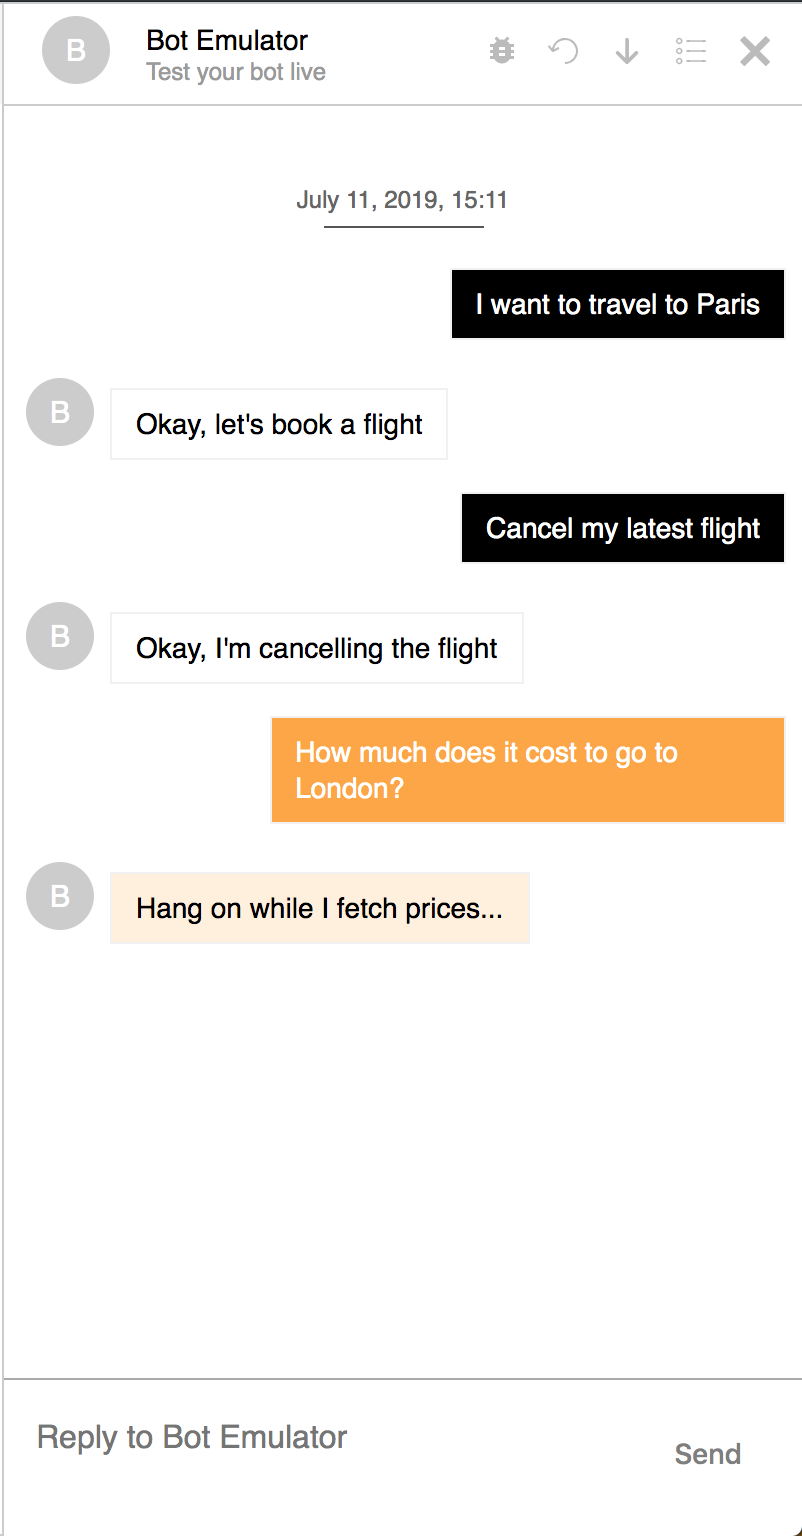 B
Bot Emulator
Test your bot live
July 11, 2019, 15:11
I want to travel to Paris
B
Okay, let's book a flight
Cancel my latest flight
B
Okay, I'm cancelling the flight
How much does it cost to go to
London?
B
Hang on while I fetch prices...
Reply to Bot Emulator
Send